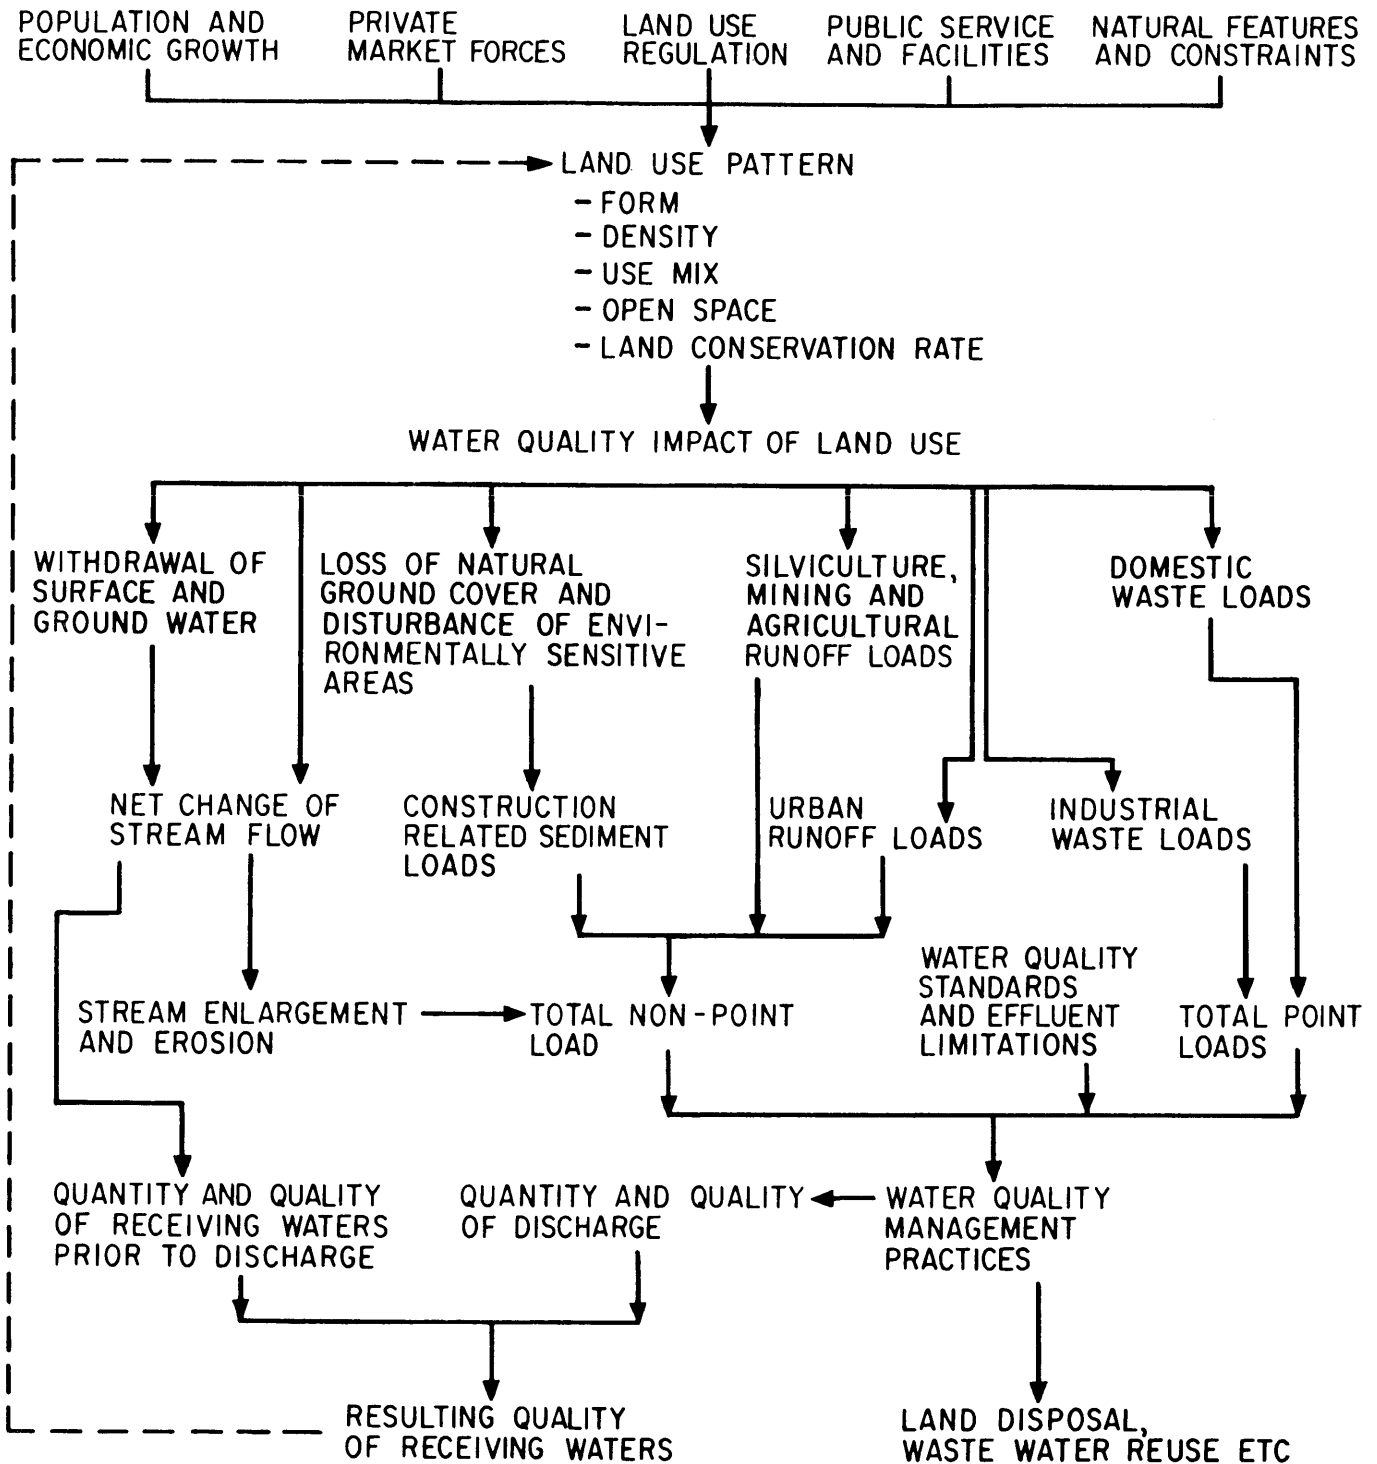 POPULATION AND
ECONOMIC GROWTH
PRIVATE
MARKET FORCES
LAND USE
REGULATION
PUBLIC SERVICE
AND FACILITIES
NATURAL FEATURES
AND CONSTRAINTS
LAND USE PATTERN
- FORM
- DENSITY
- USE MIX
- OPEN SPACE
- LAND CONSERVATION RATE
WATER QUALITY IMPACT OF LAND USE
WITHDRAWAL OF
SURFACE AND
GROUND WATER
LOSS OF NATURAL
GROUND COVER AND
DISTURBANCE OF ENVI-
RONMENTALLY SENSITIVE
AREAS
SILVICULTURE,
MINING AND
AGRICULTURAL
RUNOFF LOADS
DOMESTIC
WASTE LOADS
NET CHANGE OF
STREAM FLOW
CONSTRUCTION
RELATED SEDIMENT
LOADS
URBAN
RUNOFF LOADS
INDUSTRIAL
WASTE LOADS
STREAM ENLARGEMENT
AND EROSION
TOTAL NON-POINT
LOAD
WATER QUALITY
STANDARDS
AND EFFLUENT
LIMITATIONS
TOTAL POINT
LOADS
QUANTITY AND QUALITY
OF RECEIVING WATERS
PRIOR TO DISCHARGE
QUANTITY AND QUALITY
OF DISCHARGE
WATER QUALITY
MANAGEMENT
PRACTICES
RESULTING QUALITY
OF RECEIVING WATERS
LAND DISPOSAL,
WASTE WATER REUSE ETC